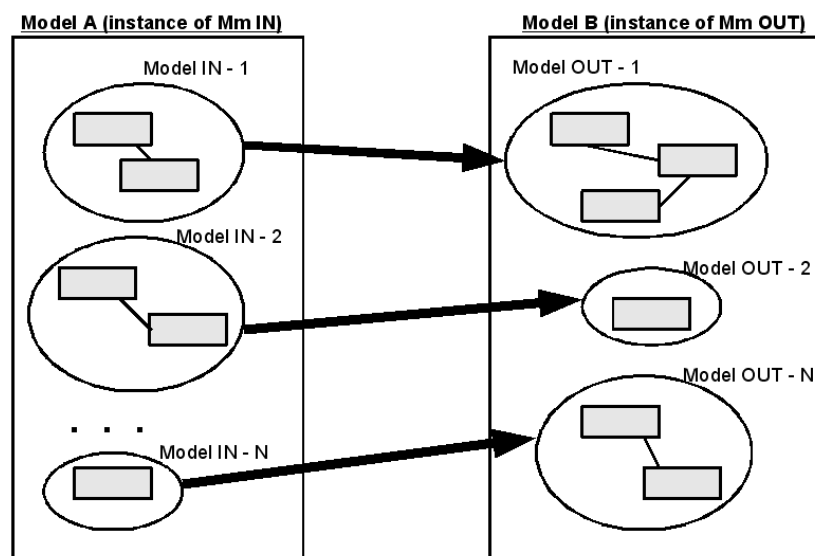 Model A (instance of Mm IN)
Model B (instance of Mm OUT)
Model IN - 1
Model OUT - 1
Model IN - 2
Model OUT - 2
Model OUT - N
. . .
Model IN - N